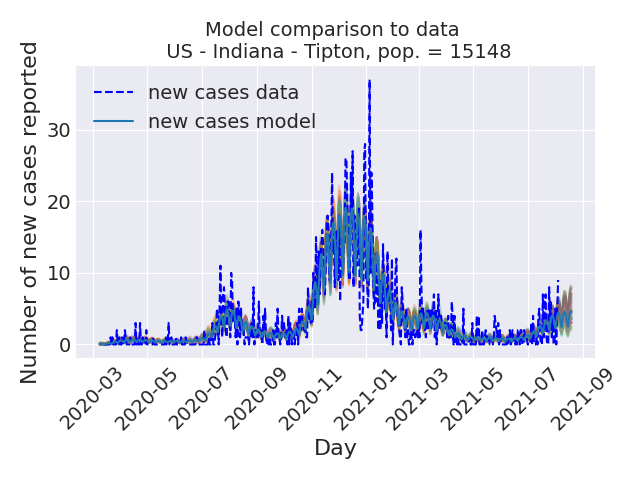 Model comparison to data
US - Indiana - Tipton, pop. = 15148
Number of new cases reported
30
20
10
0
new cases data
new cases model
2020-03
2020-05
2020-07
2020-09
2020-11
2021-01
2021-03
2021-05
2021-07
2021-09
Day